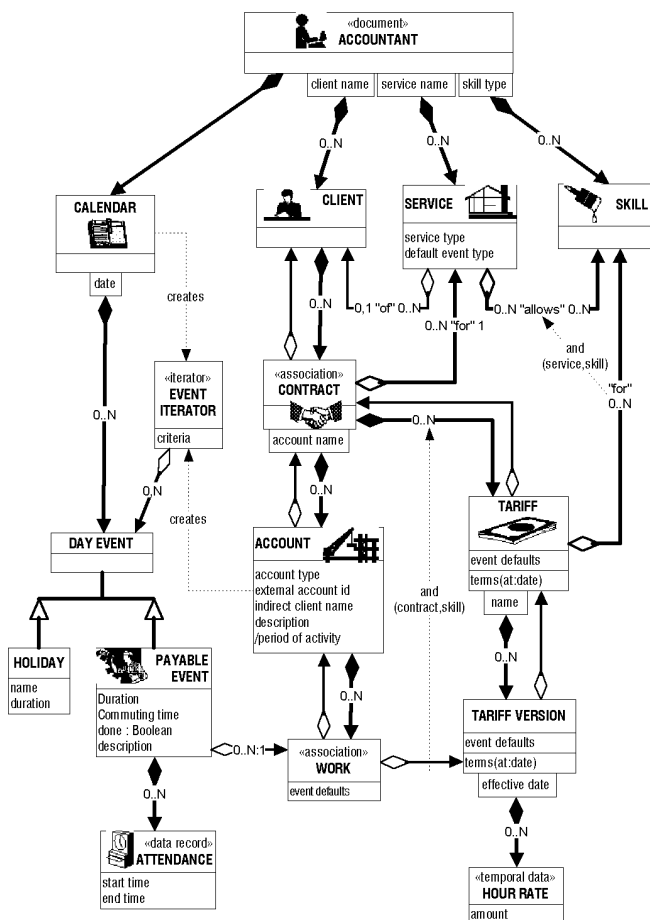 «document»
ACCOUNTANT
client name
service name
skill type
0..N
0..N
0..N
CALENDAR
date
CLIENT
SERVICE
service type
default event type
SKILL
creates
0..N
0,1 "of" 0..N
0..N "for" 1
0..N "allows" 0..N
and
(service,skill)
"for"
0..N
«iterator»
EVENT
ITERATOR
criteria
«association»
CONTRACT
account name
0..N
0..N
0,N
0..N
creates
DAY EVENT
ACCOUNT
account type
external account id
indirect client name
description
/period of activity
TARIFF
event defaults
terms(at:date)
name
and
(contract,skill)
HOLIDAY
name
duration
PAYABLE
EVENT
Duration
Commuting time
done : Boolean
description
0..N
0..N
0..N:1
«association»
WORK
event defaults
TARIFF VERSION
event defaults
terms(at:date)
effective date
0..N
0..N
«data record»
ATTENDANCE
start time
end time
«temporal data»
HOUR RATE
amount